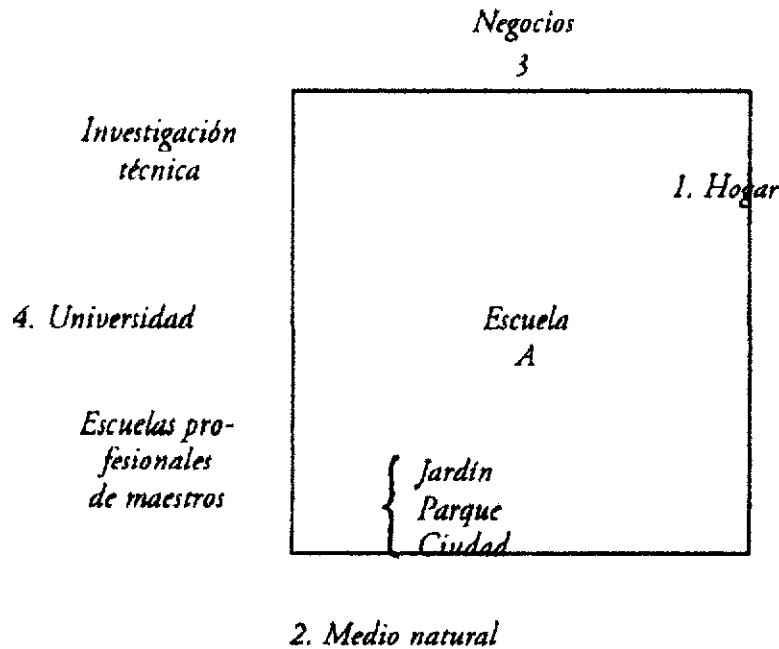 Negocios
3
Investigación
técnica
1. Hogar
4. Universidad
Escuela
A
Escuelas pro-
fesionales
de maestros
Jardín
Parque
Ciudad
2. Medio natural